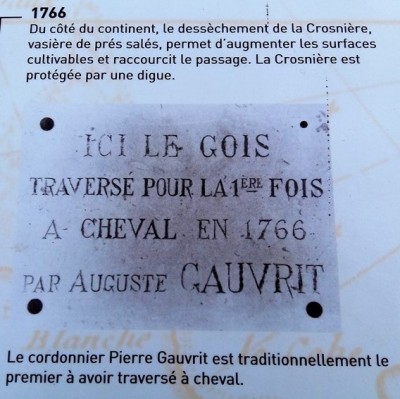 1766
Du côté du continent, le dessèchement de la Crosnière,
vasière de prés salés, permet d'augmenter les surfaces
cultivables et raccourcit le passage. La Crosnière est
protégée par une digue.
ICI LE GOIS
TRAVERSÉ POUR LA 1ÈRE FOIS
A CHEVAL EN 1766
PAR AUGUSTE GAUVRIT
Blanche
Le cordonnier Pierre Gauvrit est traditionnellement le
premier à avoir traversé à cheval.